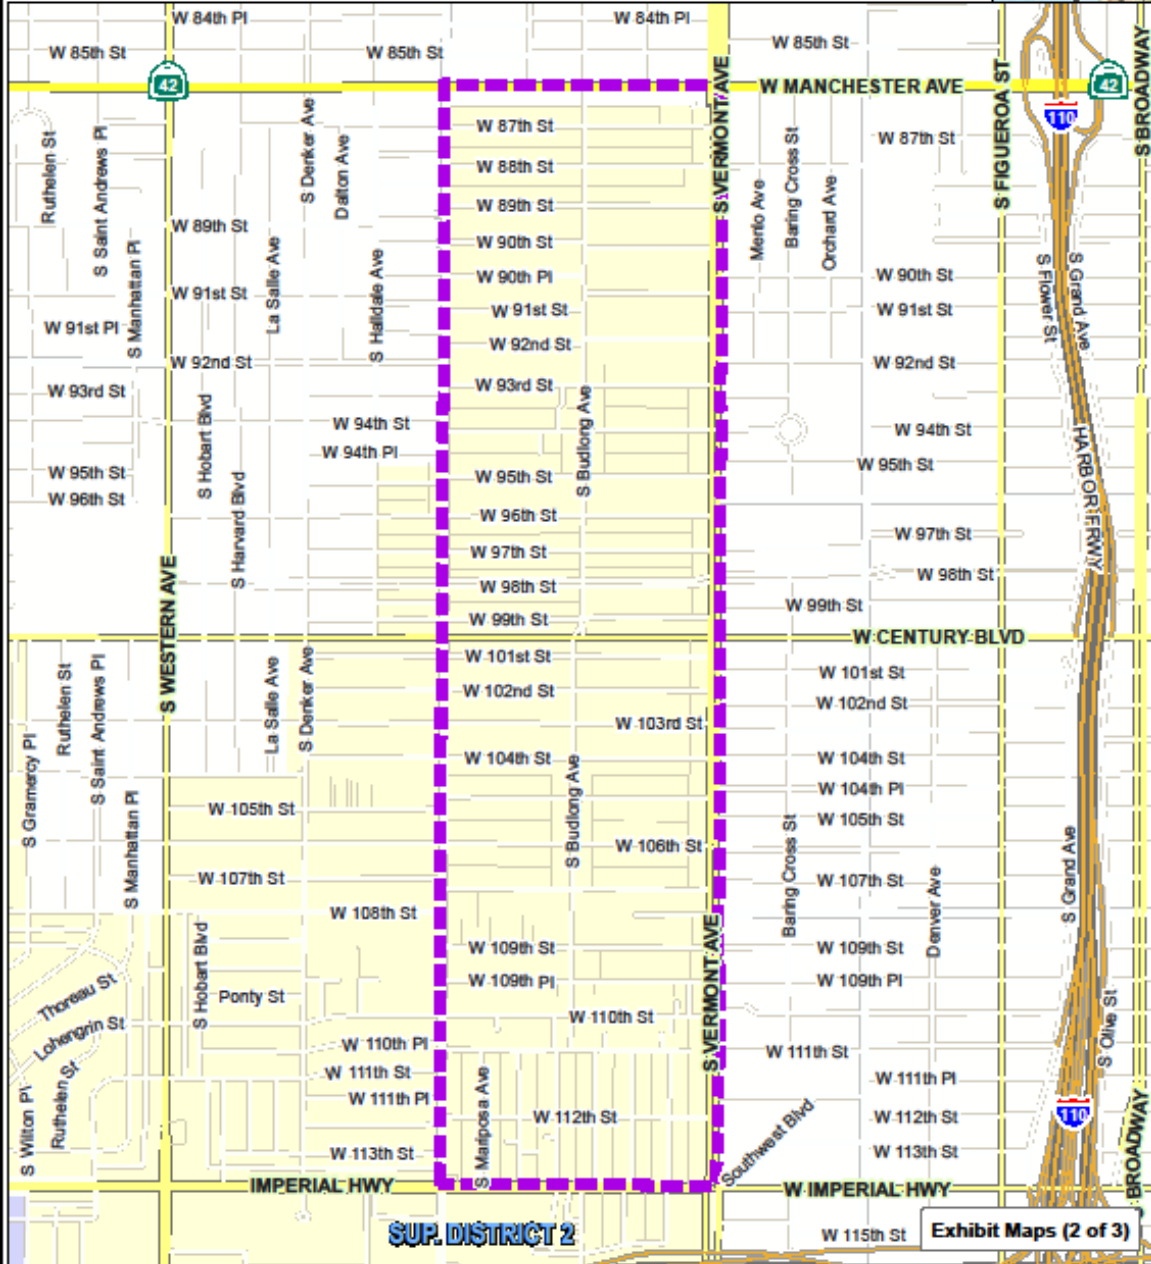 W 84th Pl
W 84th Pl
W 85th St
W 85th St
W 85th St
42
W MANCHESTER AVE
42
110
S BROADWAY
S FIGUEROA ST
S VERMONT AVE
Ruthelen St
S Saint Andrews Pl
S Denker Ave
Dalton Ave
W 87th St
W 87th St
W 88th St
W 89th St
W 89th St
W 90th St
W 90th Pl
W 90th St
Menlo Ave
Baring Cross St
Orchard Ave
S Manhattan Pl
La Salle Ave
S Halldale Ave
S Flower St
S Grand Ave
W 91st St
W 91st St
W 91st St
W 91st Pl
W 92nd St
W 92nd St
W 92nd St
W 93rd St
W 93rd St
W 94th St
W 94th St
W 94th Pl
S Hobart Blvd
S Budlong Ave
HARBOR FRWY
W 95th St
W 95th St
W 95th St
W 96th St
W 96th St
S Harvard Blvd
W 97th St
W 97th St
W 98th St
W 98th St
W 99th St
W 99th St
S WESTERN AVE
W CENTURY BLVD
W 101st St
W 101st St
W 102nd St
W 102nd St
W 103rd St
Ruthelen St
S Saint Andrews Pl
La Salle Ave
S Denker Ave
W 104th St
W 104th St
W 104th Pl
S Gramercy Pl
S Manhattan Pl
W 105th St
W 105th St
S Budlong Ave
W 106th St
Baring Cross St
S Grand Ave
W 107th St
W 107th St
Denver Ave
W 108th St
S Hobart Blvd
W 109th St
W 109th St
W 109th Pl
W 109th Pl
S VERMONT AVE
Thoreau St
Ponty St
Lohengrin St
W 110th St
W 110th Pl
S Olive St
W 111th St
W 111th St
W 111th Pl
W 111th Pl
Ruthelen St
S Wilton Pl
S Mariposa Ave
W 112th St
W 112th St
110
Southwest Blvd
W 113th St
W 113th St
BROADWAY
IMPERIAL HWY
W IMPERIAL HWY
SUP. DISTRICT 2
W 115th St
Exhibit Maps (2 of 3)